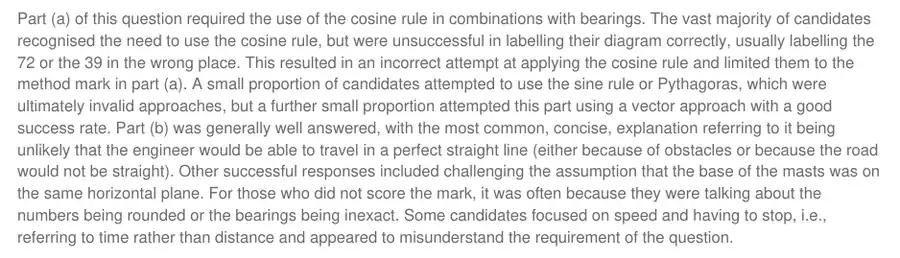 Part (a) of this question required the use of the cosine rule in combinations with bearings. The vast majority of candidates
recognised the need to use the cosine rule, but were unsuccessful in labelling their diagram correctly, usually labelling the
72 or the 39 in the wrong place. This resulted in an incorrect attempt at applying the cosine rule and limited them to the
method mark in part (a). A small proportion of candidates attempted to use the sine rule or Pythagoras, which were
ultimately invalid approaches, but a further small proportion attempted this part using a vector approach with a good
success rate. Part (b) was generally well answered, with the most common, concise, explanation referring to it being
unlikely that the engineer would be able to travel in a perfect straight line (either because of obstacles or because the road
would not be straight). Other successful responses included challenging the assumption that the base of the masts was on
the same horizontal plane. For those who did not score the mark, it was often because they were talking about the
numbers being rounded or the bearings being inexact. Some candidates focused on speed and having to stop, i.e.,
referring to time rather than distance and appeared to misunderstand the requirement of the question.